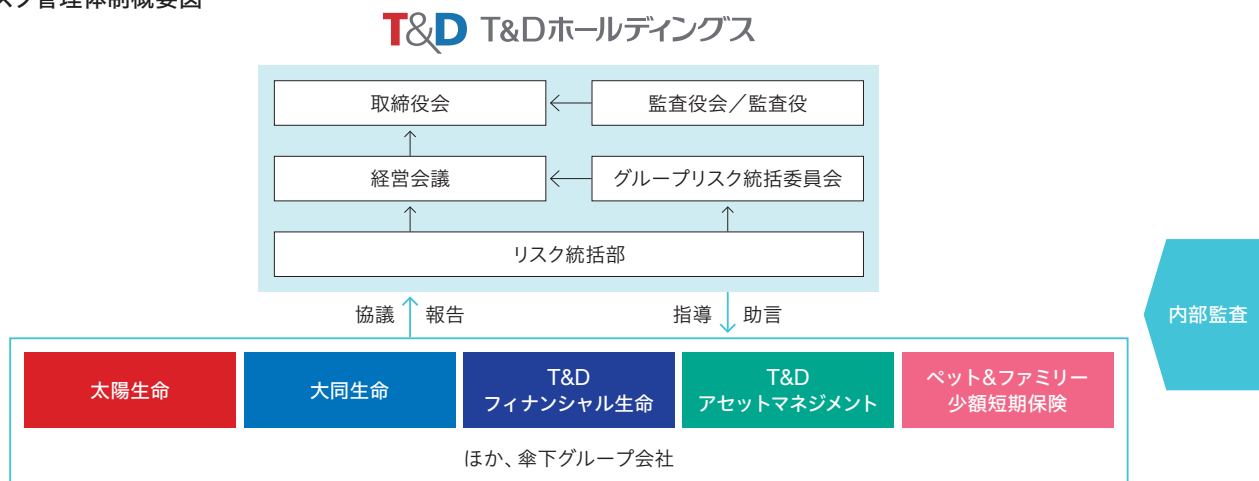 スク管理体制概要図
T&D T&Dホールディングス
取締役会
監査役会／監査役
経営会議
グループリスク統括委員会
リスク統括部
協議
報告
指導
助言
内部監査
太陽生命
大同生命
T&D
フィナンシャル生命
T&D
アセットマネジメント
ペット&ファミリー
少額短期保険
ほか、傘下グループ会社